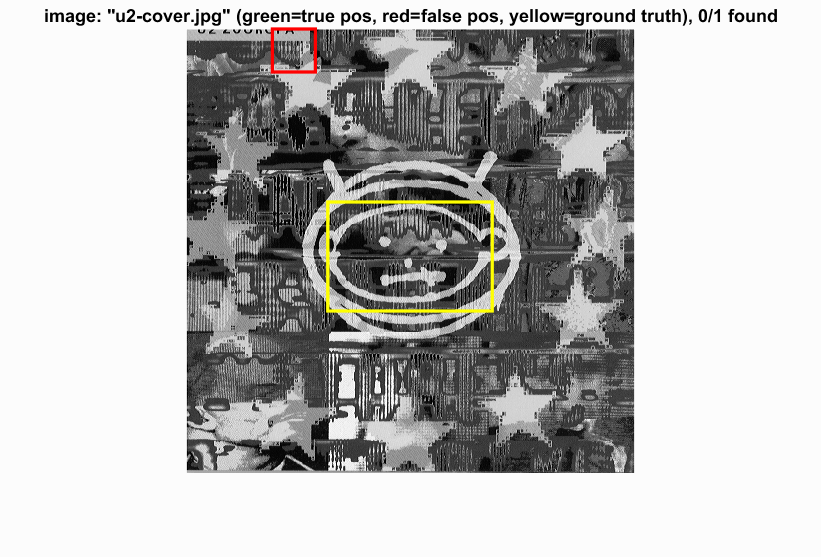 image: "u2-cover.jpg" (green=true pos, red=false pos, yellow=ground truth), 0/1 found